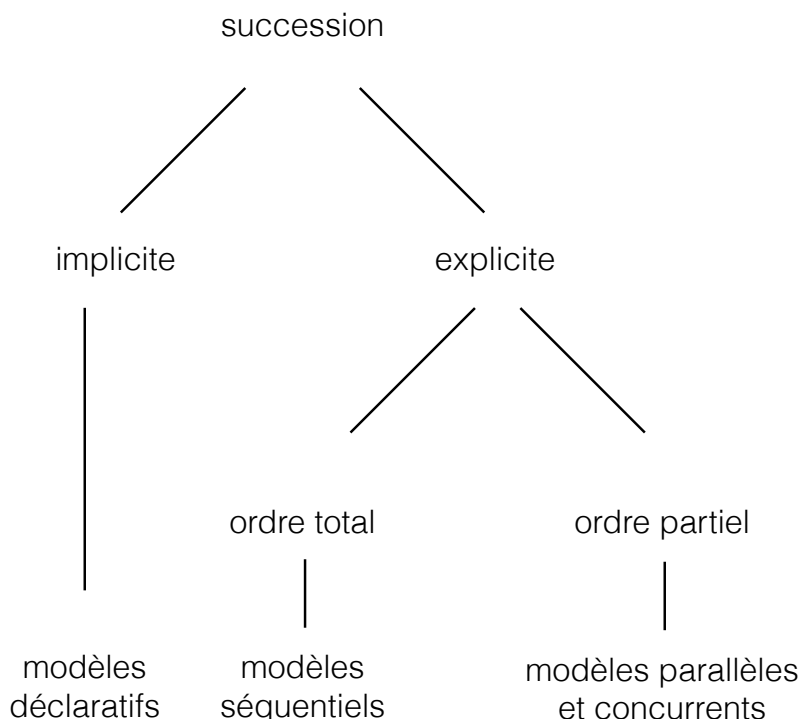 succession
implicite
explicite
ordre total
ordre partiel
modèles
déclaratifs
modèles
séquentiels
modèles parallèles
et concurrents